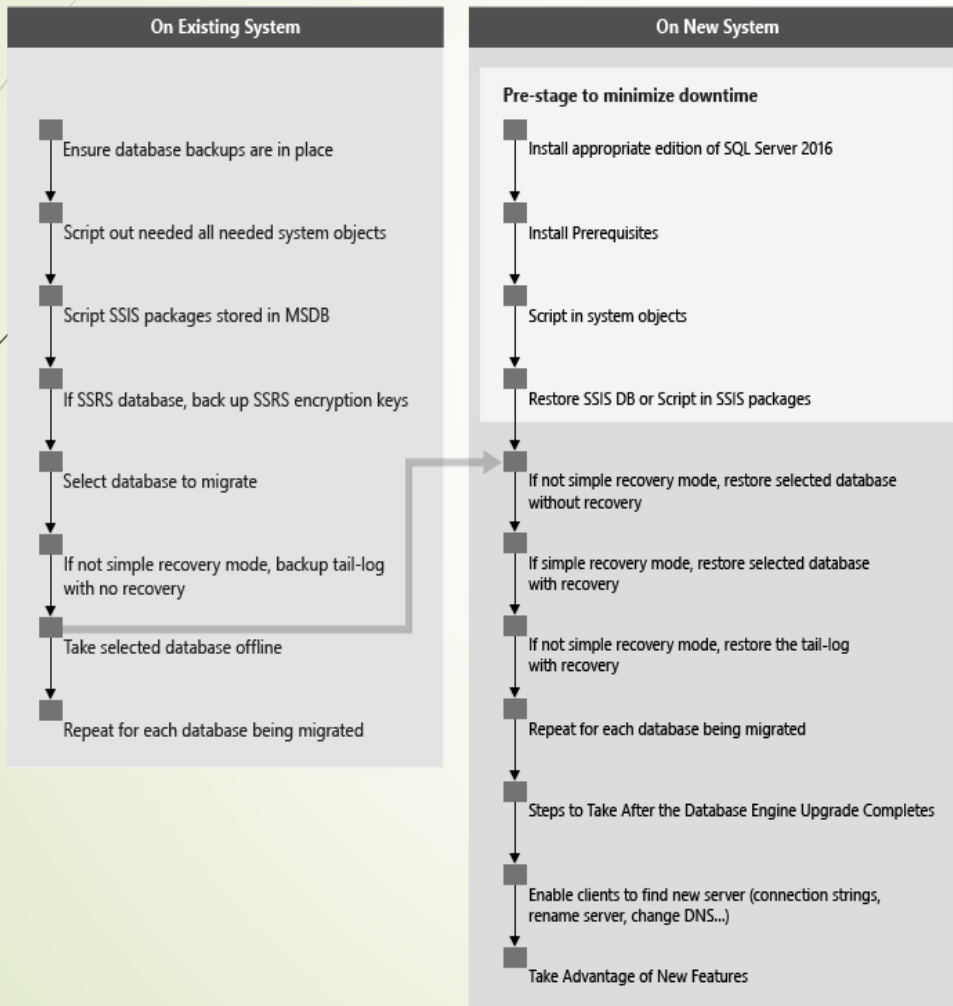 On Existing System
Ensure database backups are in place
Script out needed all needed system objects
Script SSIS packages stored in MSDB
If SSRS database, back up SSRS encryption keys
Select database to migrate
If not simple recovery mode, backup tail-log
with no recovery
Take selected database offline
Repeat for each database being migrated
On New System
Pre-stage to minimize downtime
Install appropriate edition of SQL Server 2016
Install Prerequisites
Script in system objects
Restore SSIS DB or Script in SSIS packages
If not simple recovery mode, restore selected database
without recovery
If simple recovery mode, restore selected database
with recovery
If not simple recovery mode, restore the tail-log
with recovery
Repeat for each database being migrated
Steps to Take After the Database Engine Upgrade Completes
Enable clients to find new server (connection strings,
rename server, change DNS...)
Take Advantage of New Features